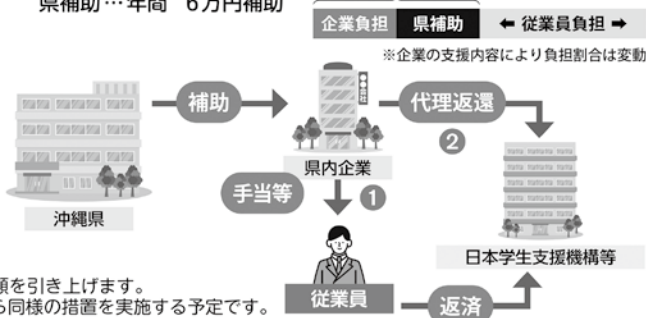 県補助…年間 6万円補助
企業負担 県補助 ← 従業員負担 →
※企業の支援内容により負担割合は変動
補助
代理返還
②
県内企業
手当等
①
沖縄県
日本学生支援機構等
額を引き上げます。
ら同様の措置を実施する予定です。
従業員
返済